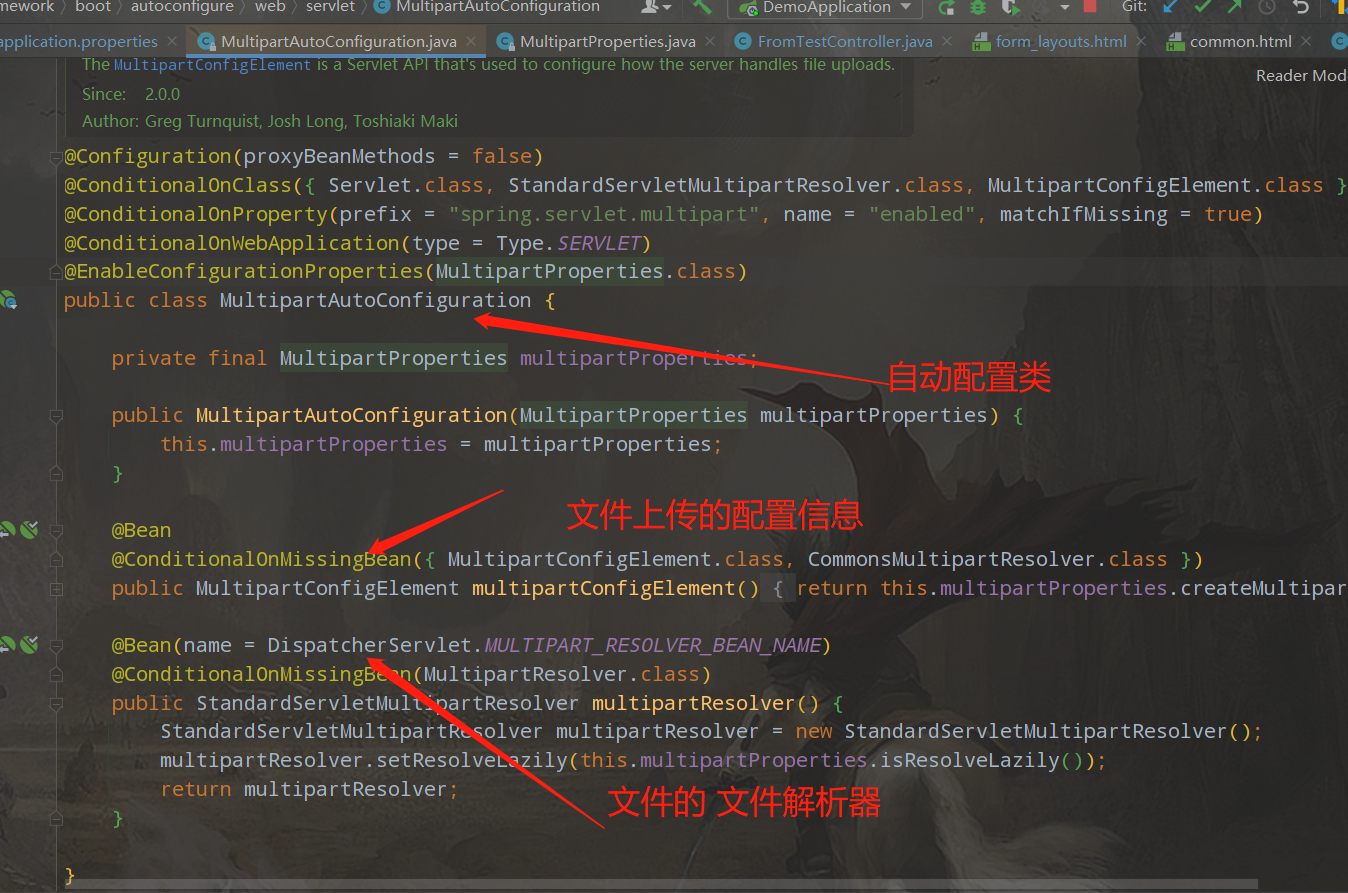 mework boot autoconfigure web servlet MultipartAutoConfiguration DemoApplication Git:
application.properties MultipartAutoConfiguration.java MultipartProperties.java FromTestController.java form_layouts.html common.html
The MultipartConfigElement is a Servlet API that's used to configure how the server handles file uploads.
Reader Mod
Since: 2.0.0
Author: Greg Turnquist, Josh Long, Toshiaki Maki
@Configuration(proxyBeanMethods = false)
@ConditionalOnClass({ Servlet.class, StandardServletMultipartResolver.class, MultipartConfigElement.class }
@ConditionalOnProperty(prefix = "spring.servlet.multipart", name = "enabled", matchIfMissing = true)
@ConditionalOnWebApplication(type = Type.SERVLET)
@EnableConfigurationProperties(MultipartProperties.class)
public class MultipartAutoConfiguration {
private final MultipartProperties multipartProperties;
自动配置类
public MultipartAutoConfiguration(MultipartProperties multipartProperties) {
this.multipartProperties = multipartProperties;
}
文件上传的配置信息
@Bean
@ConditionalOnMissingBean({ MultipartConfigElement.class, CommonsMultipartResolver.class })
public MultipartConfigElement multipartConfigElement() { return this.multipartProperties.createMultipar
@Bean(name = DispatcherServlet.MULTIPART_RESOLVER_BEAN_NAME)
@ConditionalOnMissingBean(MultipartResolver.class)
public StandardServletMultipartResolver multipartResolver() {
StandardServletMultipartResolver multipartResolver = new StandardServletMultipartResolver();
multipartResolver.setResolveLazily(this.multipartProperties.isResolveLazily());
return multipartResolver;
文件的 文件解析器
}
}